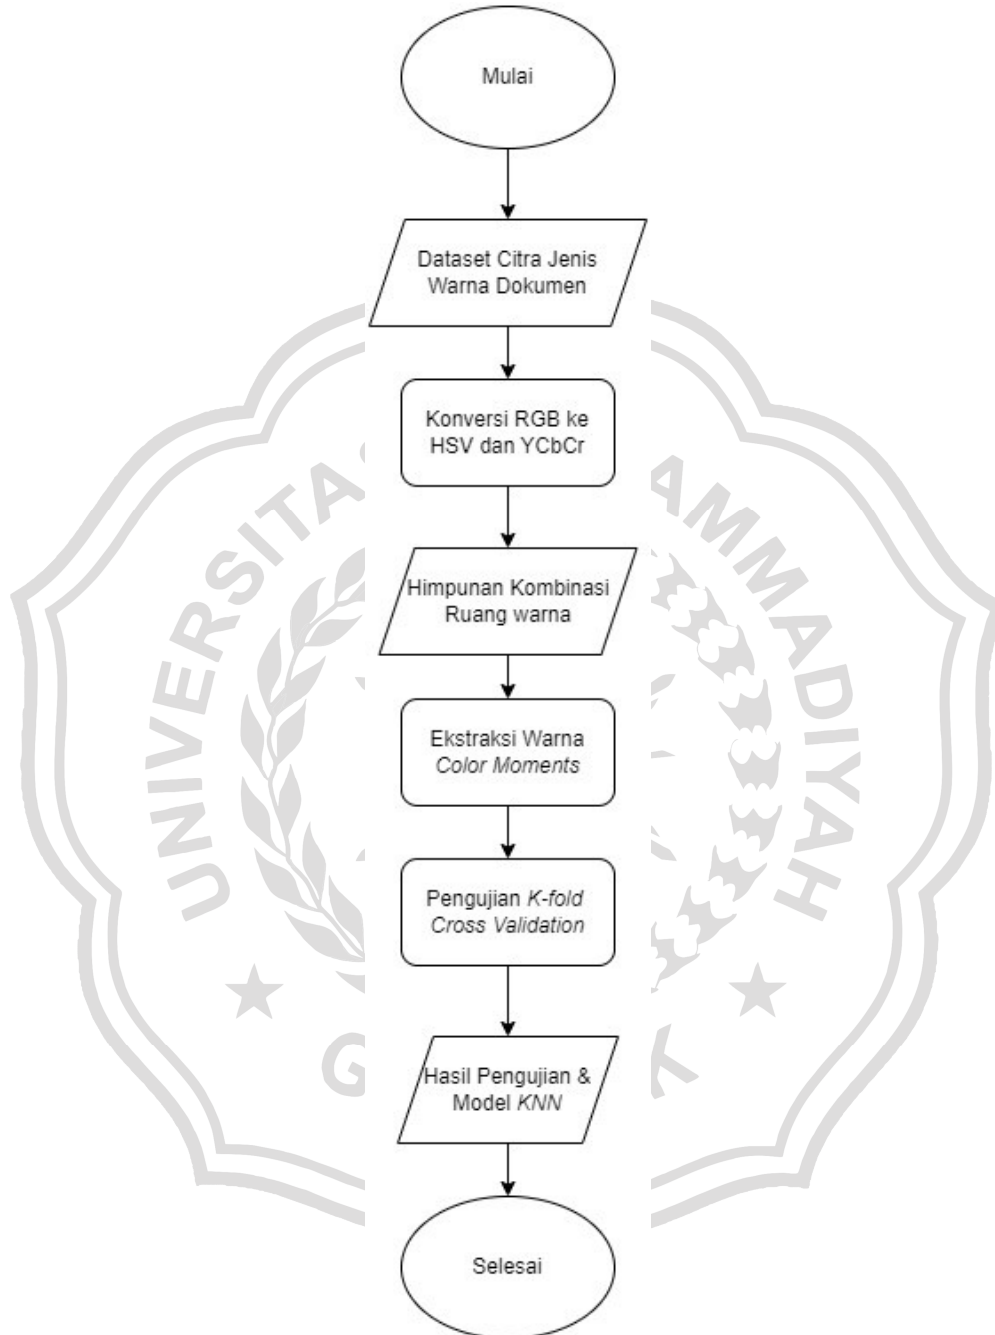 Mulai
Dataset Citra Jenis
Warna Dokumen
Konversi RGB ke
HSV dan YCbCr
Himpunan Kombinasi
Ruang warna
Ekstraksi Warna
Color Moments
Pengujian K-fold
Cross Validation
Hasil Pengujian &
Model KNN
Selesai